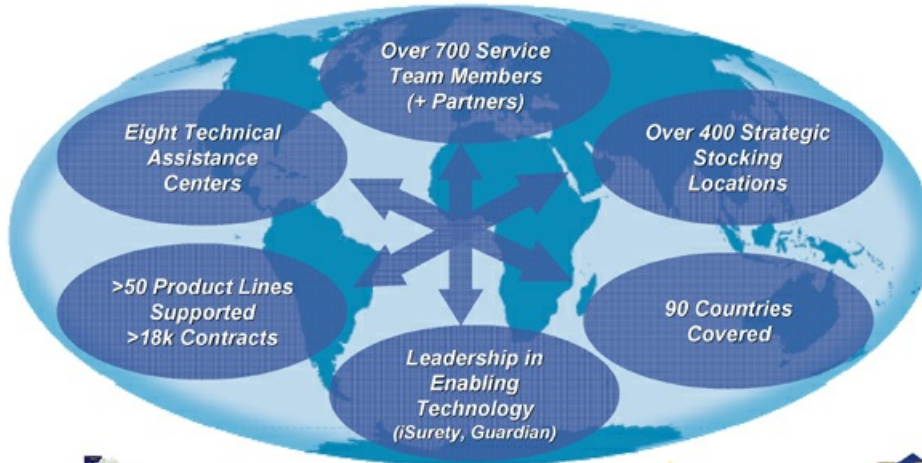 Over 700 Service
Team Members
(+ Partners)
Eight Technical
Assistance
Centers
Over 400 Strategic
Stocking
Locations
>50 Product Lines
Supported
>18k Contracts
90 Countries
Covered
Leadership in
Enabling
Technology
(iSurety, Guardian)